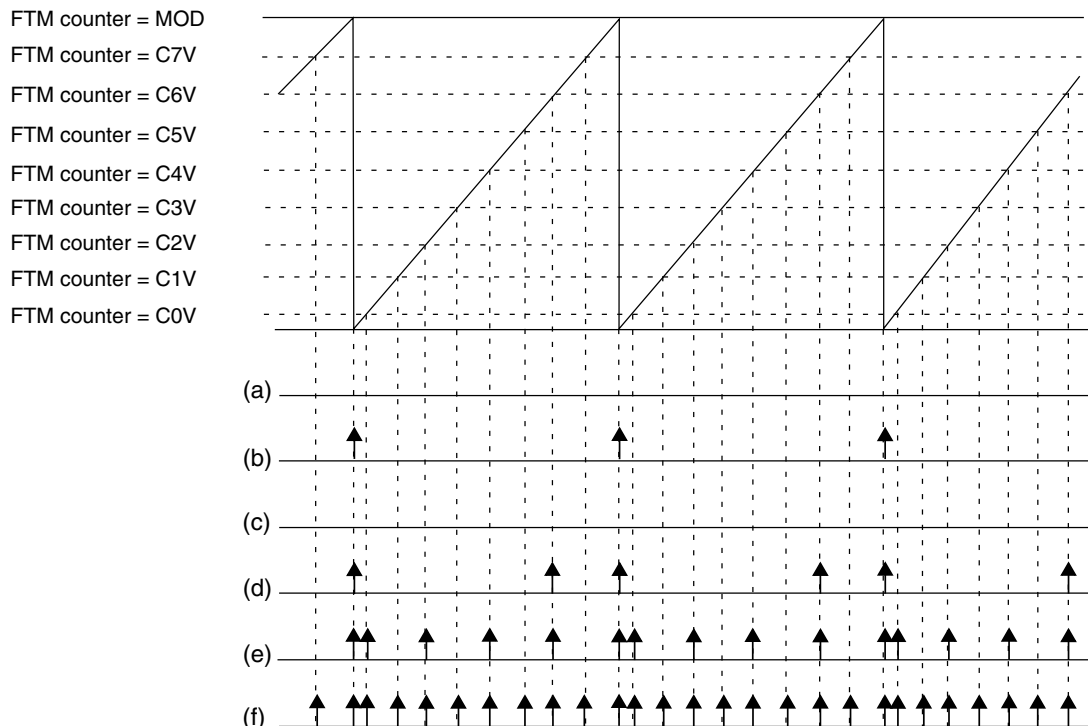 FTM counter = MOD
FTM counter = C7V
FTM counter = C6V
FTM counter = C5V
FTM counter = C4V
FTM counter = C3V
FTM counter = C2V
FTM counter = C1V
FTM counter = C0V
(a)
(b)
(c)
(d)
(e)
(f)